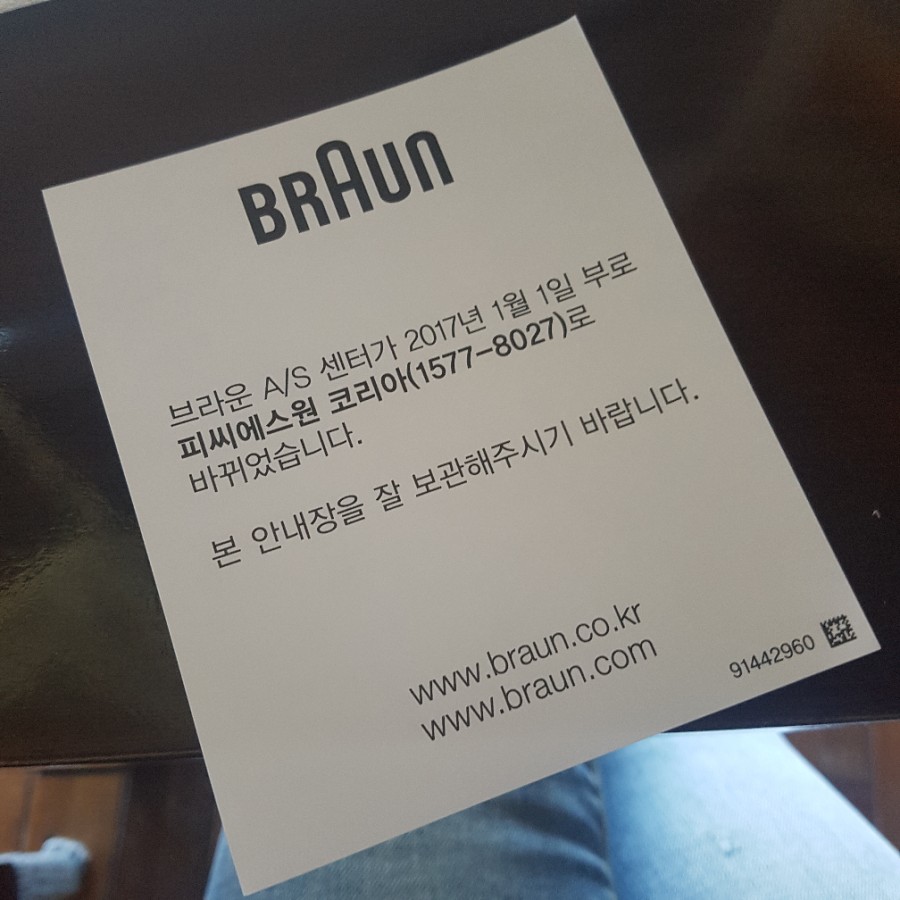 BRAUN
브라운 A/S 센터가 2017년 1월 1일 부로
피씨에스원 코리아(1577-8027)로
바뀌었습니다.
본 안내장을 잘 보관해주시기 바랍니다.
www.braun.co.kr
www.braun.com
91442960